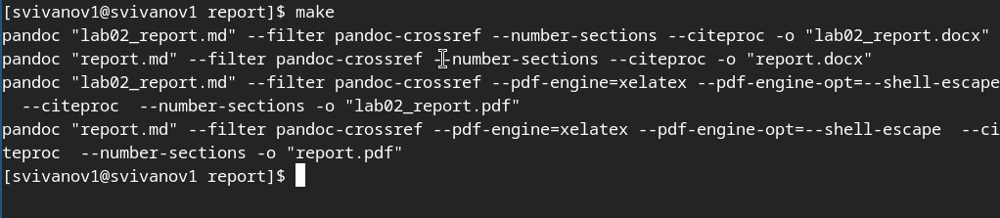 [svivanov1@svivanov1 report]$ make
pandoc "lab02_report.md" --filter pandoc-crossref --number-sections --citeproc -o "lab02_report.docx"
pandoc "report.md" --filter pandoc-crossref --number-sections --citeproc -o "report.docx"
pandoc "lab02_report.md" --filter pandoc-crossref --pdf-engine=xelatex --pdf-engine-opt=--shell-escape
  --citeproc  --number-sections -o "lab02_report.pdf"
pandoc "report.md" --filter pandoc-crossref --pdf-engine=xelatex --pdf-engine-opt=--shell-escape  --ci
teproc  --number-sections -o "report.pdf"
[svivanov1@svivanov1 report]$